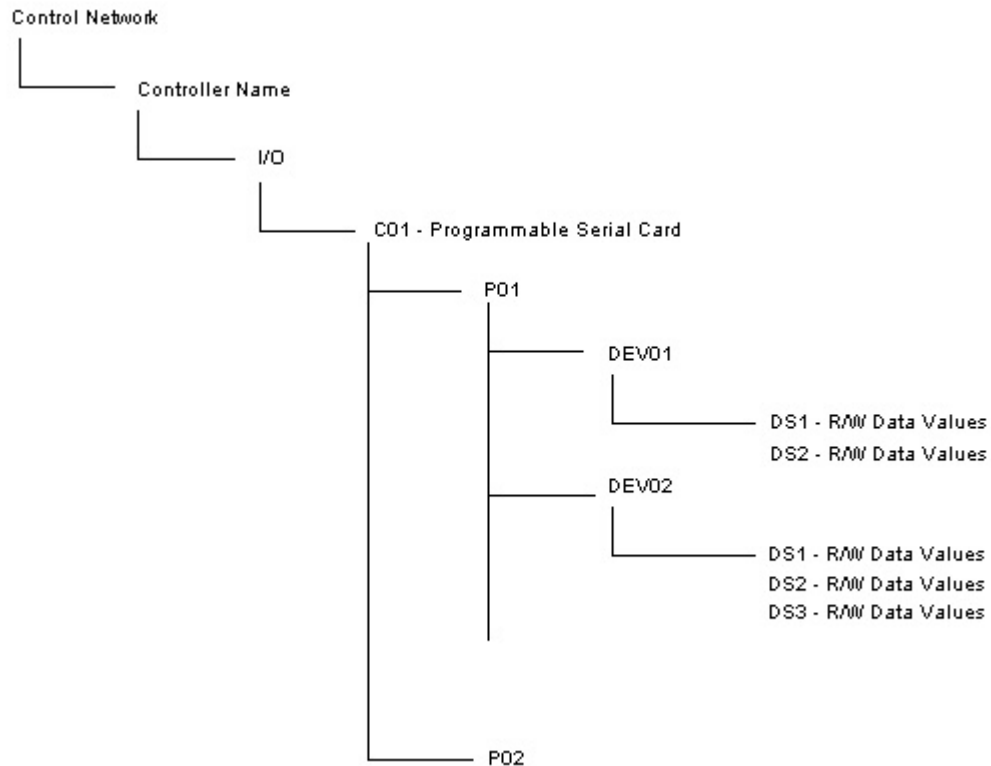 Control Network
Controller Name
I/O
C01 - Programmable Serial Card
P01
DEV01
DS1 - R/W Data Values
DS2 - R/W Data Values
DEV02
DS1 - R/W Data Values
DS2 - R/W Data Values
DS3 - R/W Data Values
P02